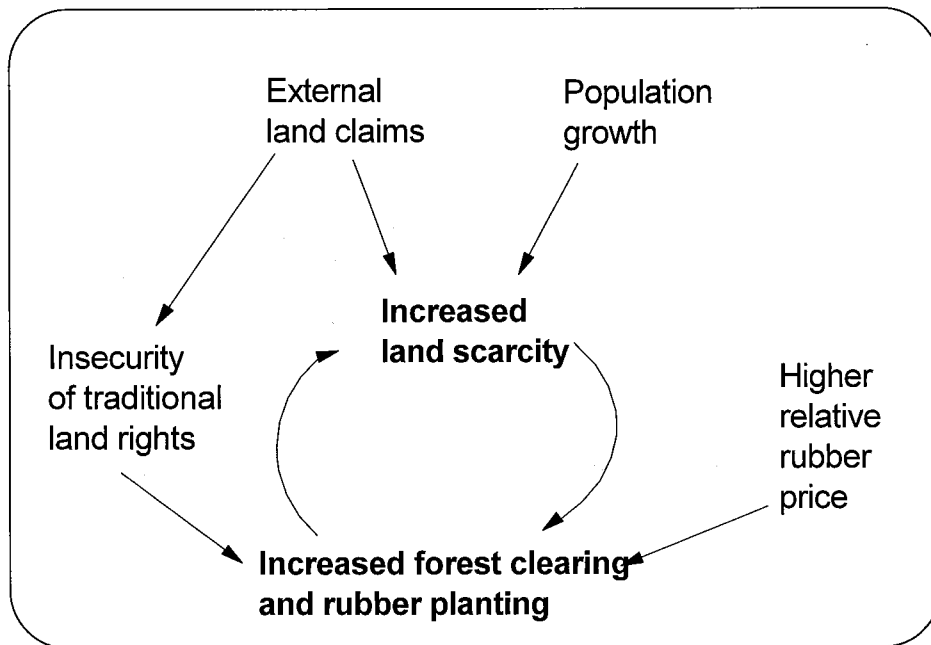 External
land claims
Population
growth
Increased
land scarcity
Insecurity
of traditional
land rights
Higher
relative
rubber
price
Increased forest clearing
and rubber planting